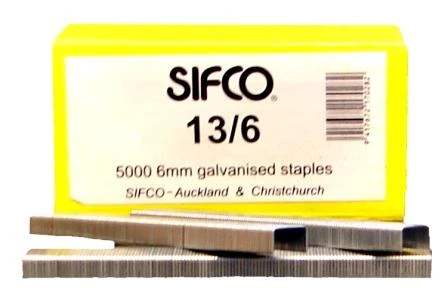 SIFCO®
13/6
5000 6mm galvanised staples
SIFCO-Auckland & Christchurch